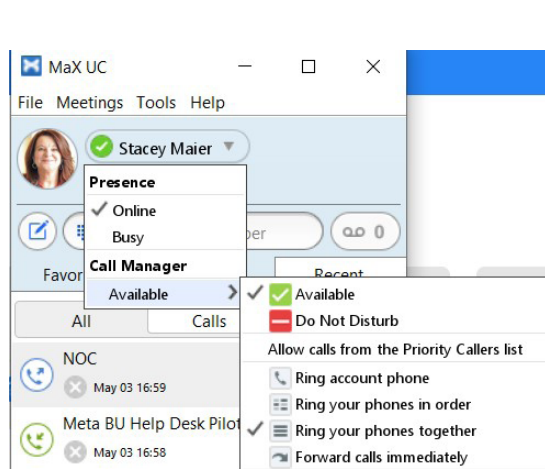 MaX UC
File Meetings Tools Help
Stacey Maier
Presence
Online
Busy
Call Manager
Available
0
Recent
All Calls
Available
Do Not Disturb
Allow calls from the Priority Callers list
Ring account phone
Ring your phones in order
Ring your phones together
Forward calls immediately
NOC
May 03 16:59
Meta BU Help Desk Pilot
May 03 16:58